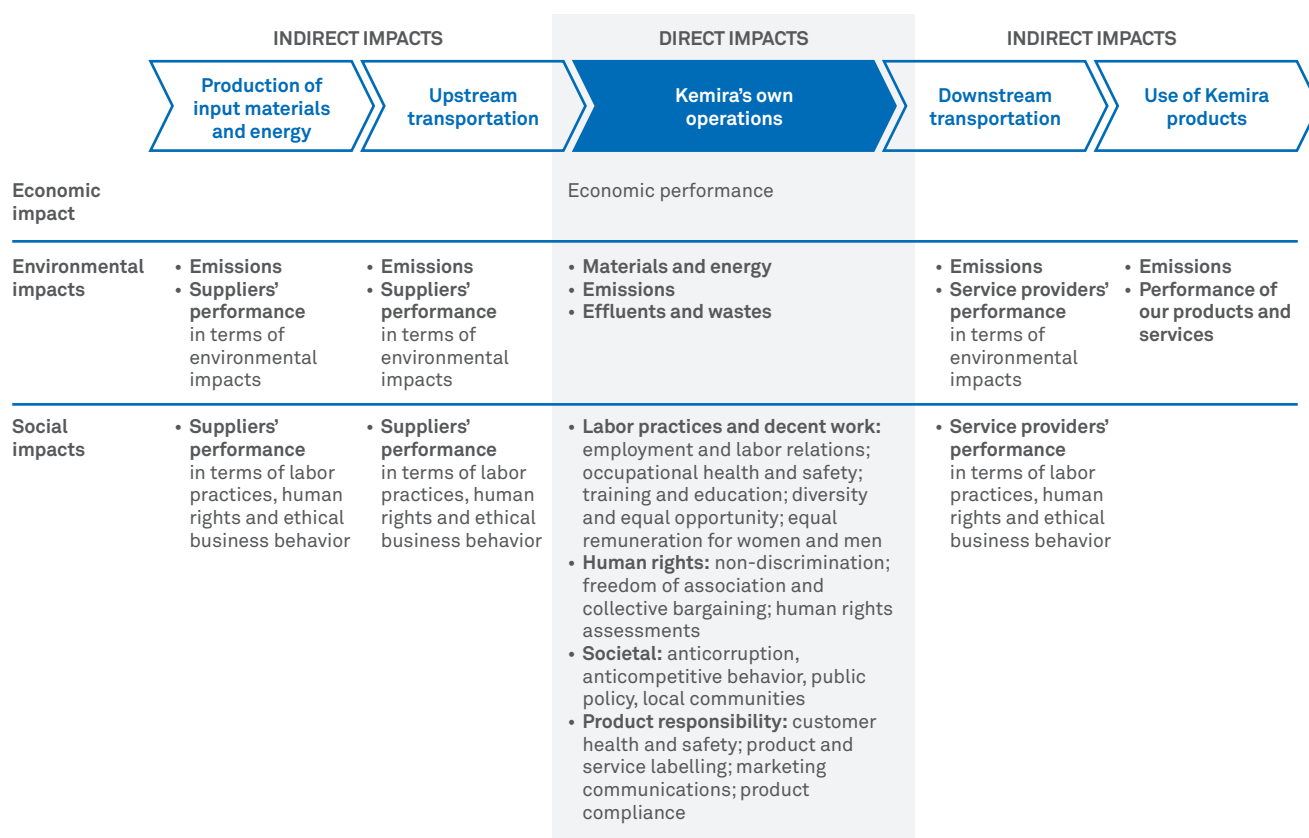 INDIRECT IMPACTS
DIRECT IMPACTS
INDIRECT IMPACTS
Production of
input materials
and energy
Upstream
transportation
Kemira’s own
operations
Downstream
transportation
Use of Kemira
products
Economic
impact
Economic performance
Environmental
impacts
• Emissions
• Suppliers’
performance
in terms of
environmental
impacts
• Emissions
• Suppliers’
performance
in terms of
environmental
impacts
• Materials and energy
• Emissions
• Effluents and wastes
• Emissions
• Service providers’
performance
in terms of
environmental
impacts
• Emissions
• Performance of
our products and
services
Social
impacts
• Suppliers’
performance
in terms of labor
practices, human
rights and ethical
business behavior
• Suppliers’
performance
in terms of labor
practices, human
rights and ethical
business behavior
• Labor practices and decent work:
employment and labor relations;
occupational health and safety;
training and education; diversity
and equal opportunity; equal
remuneration for women and men
• Human rights: non-discrimination;
freedom of association and
collective bargaining; human rights
assessments
• Societal: anticorruption,
anticompetitive behavior, public
policy, local communities
• Product responsibility: customer
health and safety; product and
service labelling; marketing
communications; product
compliance
• Service providers’
performance
in terms of labor
practices, human
rights and ethical
business behavior